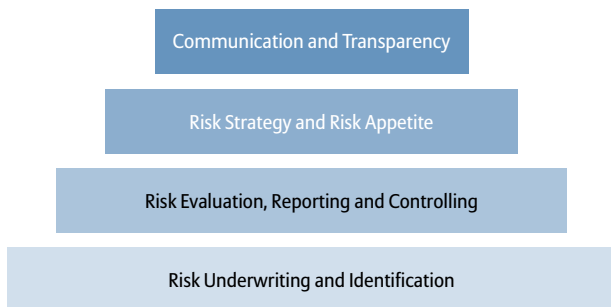 Communication and Transparency
Risk Strategy and Risk Appetite
Risk Evaluation, Reporting and Controlling
Risk Underwriting and Identification